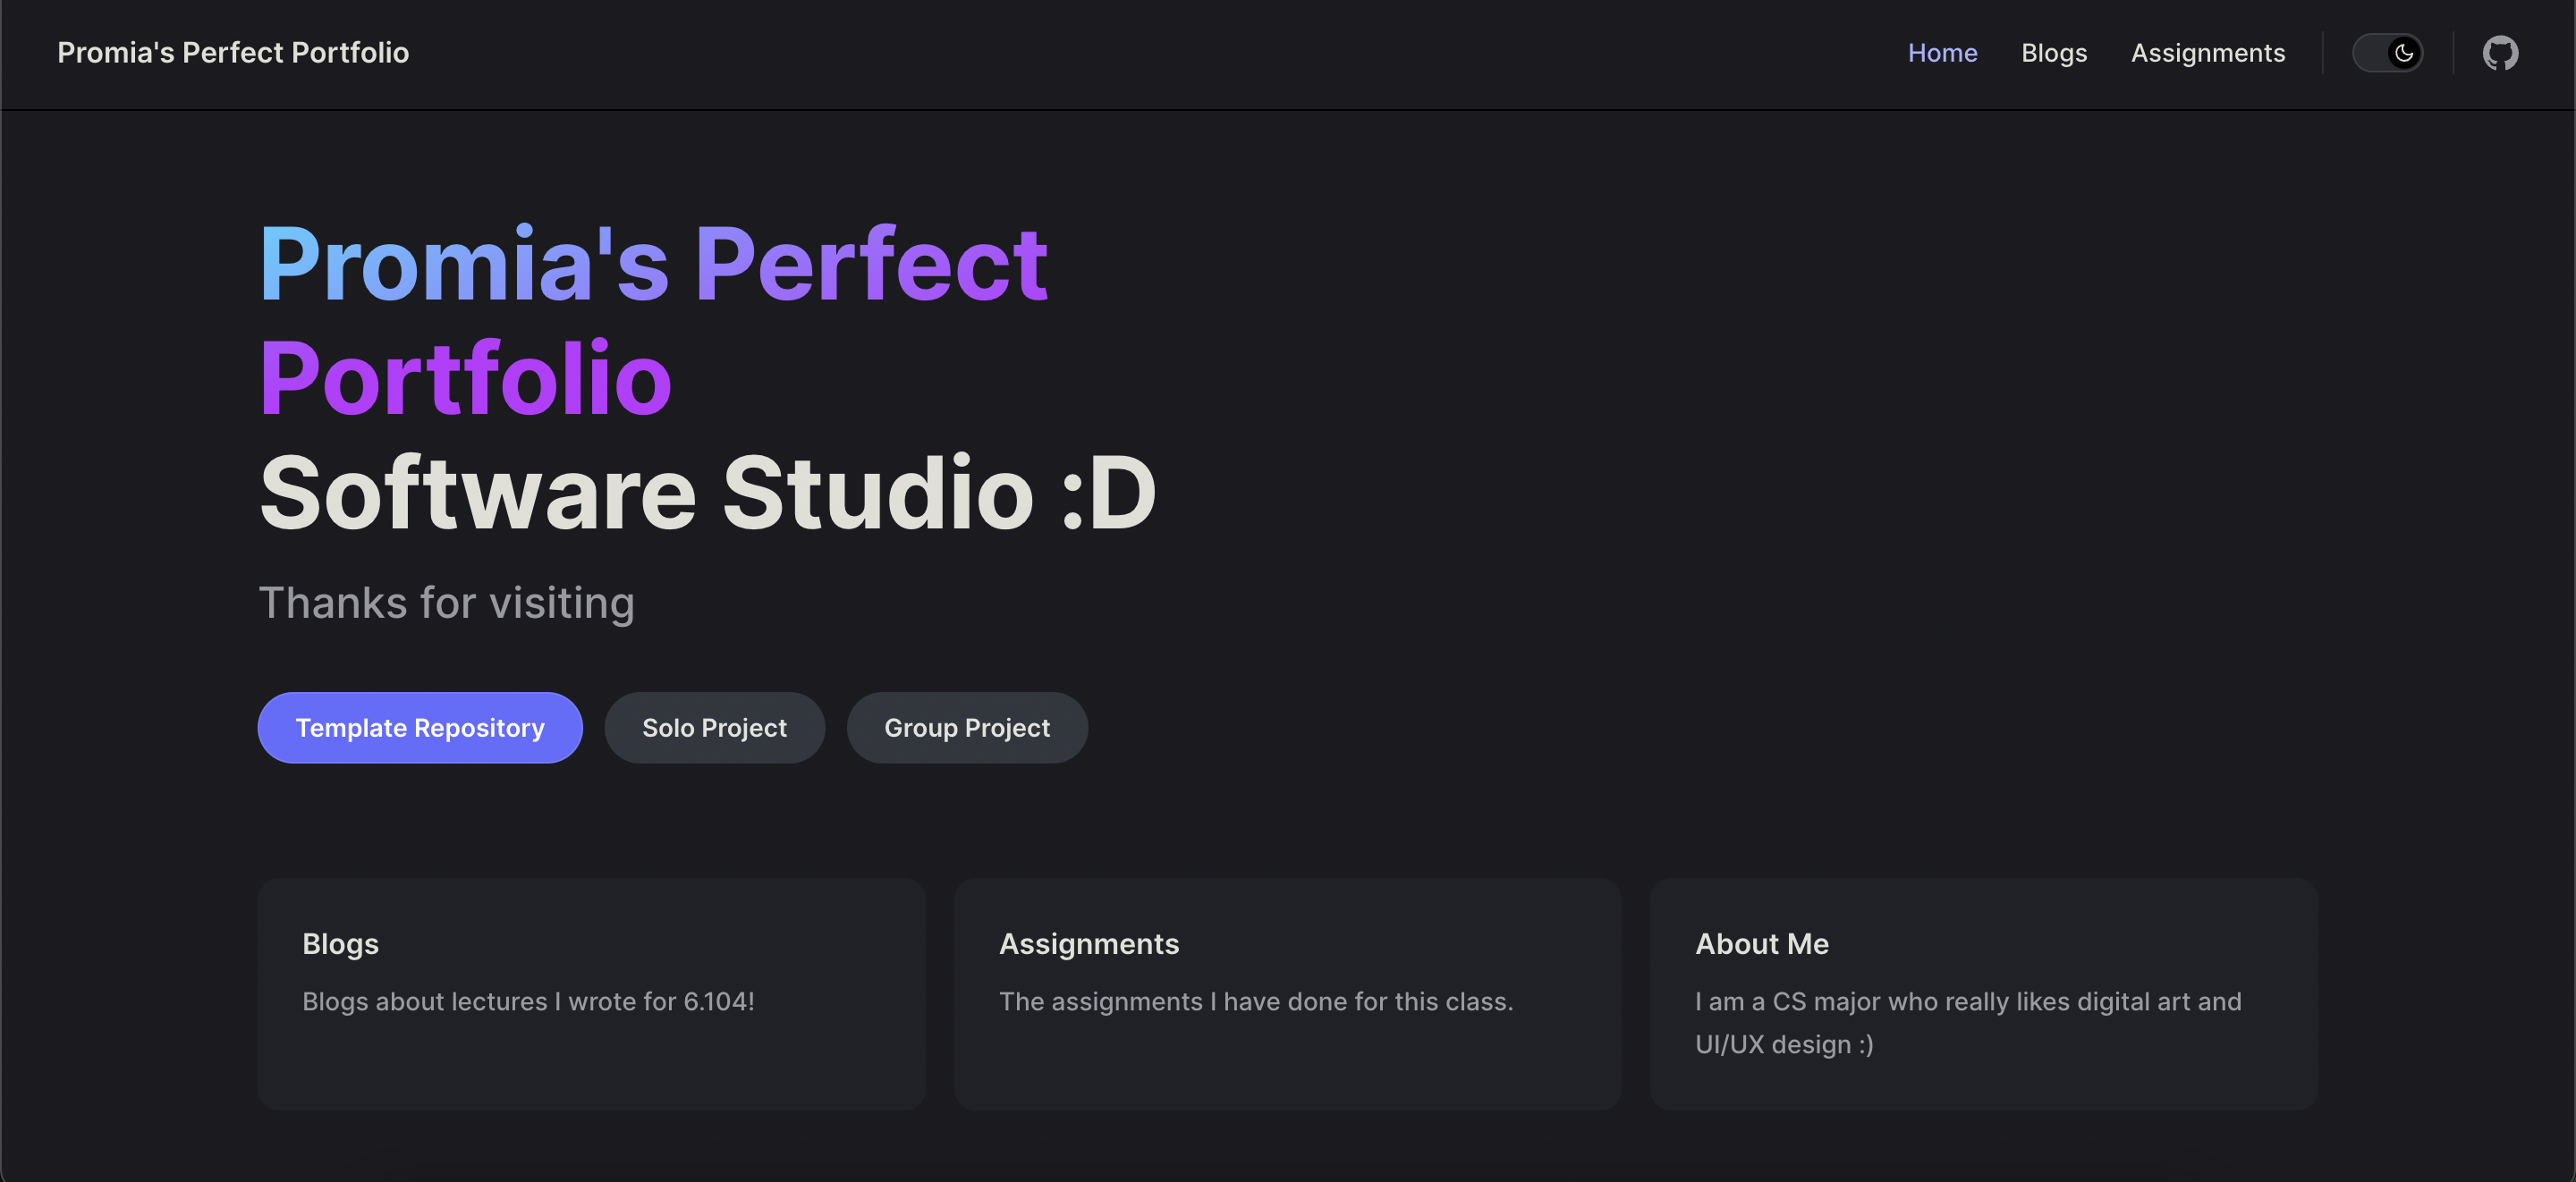 Promia's Perfect Portfolio
Home Blogs Assignments
Promia's Perfect
Portfolio
Software Studio :D
Thanks for visiting
Template Repository Solo Project Group Project
Blogs
Blogs about lectures I wrote for 6.104!
Assignments
The assignments I have done for this class.
About Me
I am a CS major who really likes digital art and
UI/UX design :)